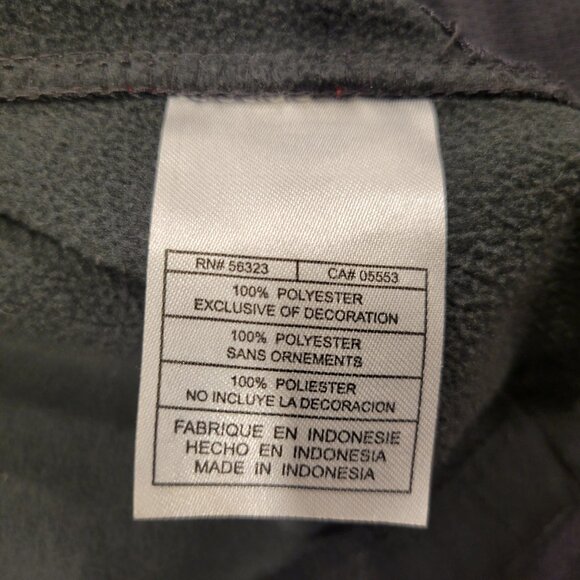 RN# 56323 CA# 05553
100% POLYESTER
EXCLUSIVE OF DECORATION
100% POLYESTER
SANS ORNEMENTS
100% POLIESTER
NO INCLUYE LA DECORACION
FABRIQUE EN INDONESIE
HECHO EN INDONESIA
MADE IN INDONESIA